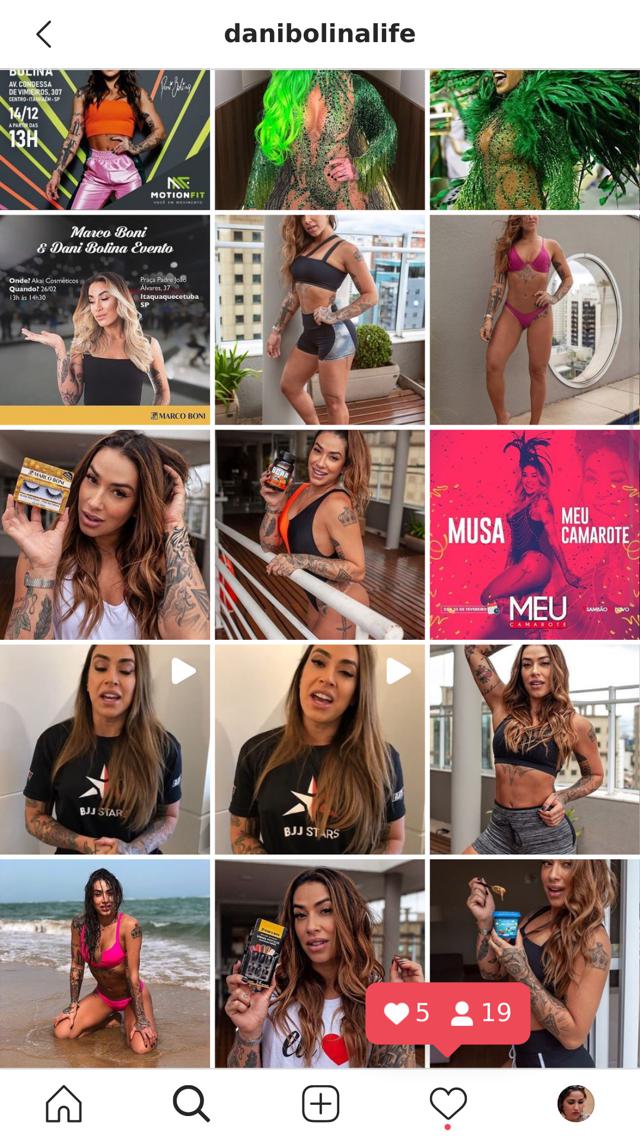 danibolinalife
BOLINA
AV. CONDESSA
DE VIMIEIROS, 307
CENTRO - ITANHAÉM - SP
14/12
A PARTIR DAS
13H
MOTIONFIT
VOCÊ EM MOVIMENTO
Marco Boni
& Dani Bolina Evento
Onde? Akai Cosméticos
Quando? 26/02
13h às 14h30
Praça Padre João
Álvares, 37
Itaquaquecetuba
SP
MARCO BONI
MARCO BONI
MUSA
MEU
CAMAROTE
MEU
CAMAROTE
BJJ STARS
BJJ STARS
5
19